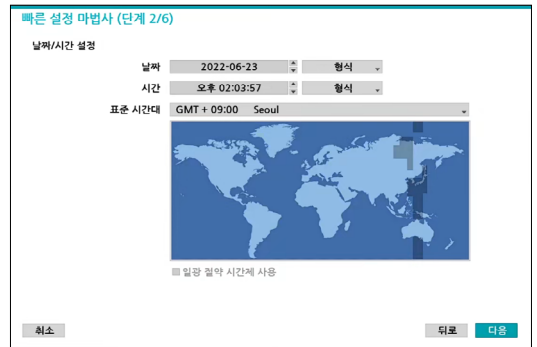 빠른 설정 마법사 (단계 2/6)
날짜/시간 설정
날짜 2022-06-23 형식
시간 오후 02:03:57 형식
표준 시간대 GMT + 09:00 Seoul
일광 절약 시간제 사용
취소 뒤로 다음